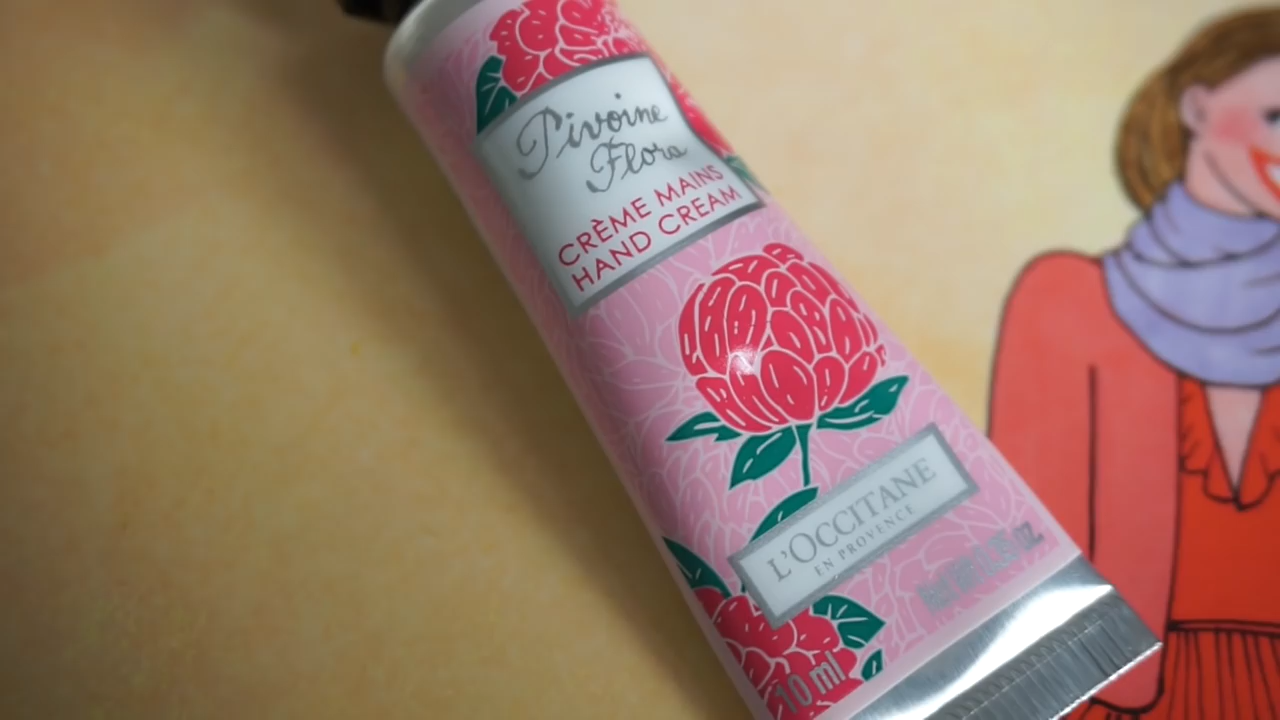 Pivoine
Flora
CRÈME MAINS
HAND CREAM
L'OCCITANE
EN PROVENCE
10 ml